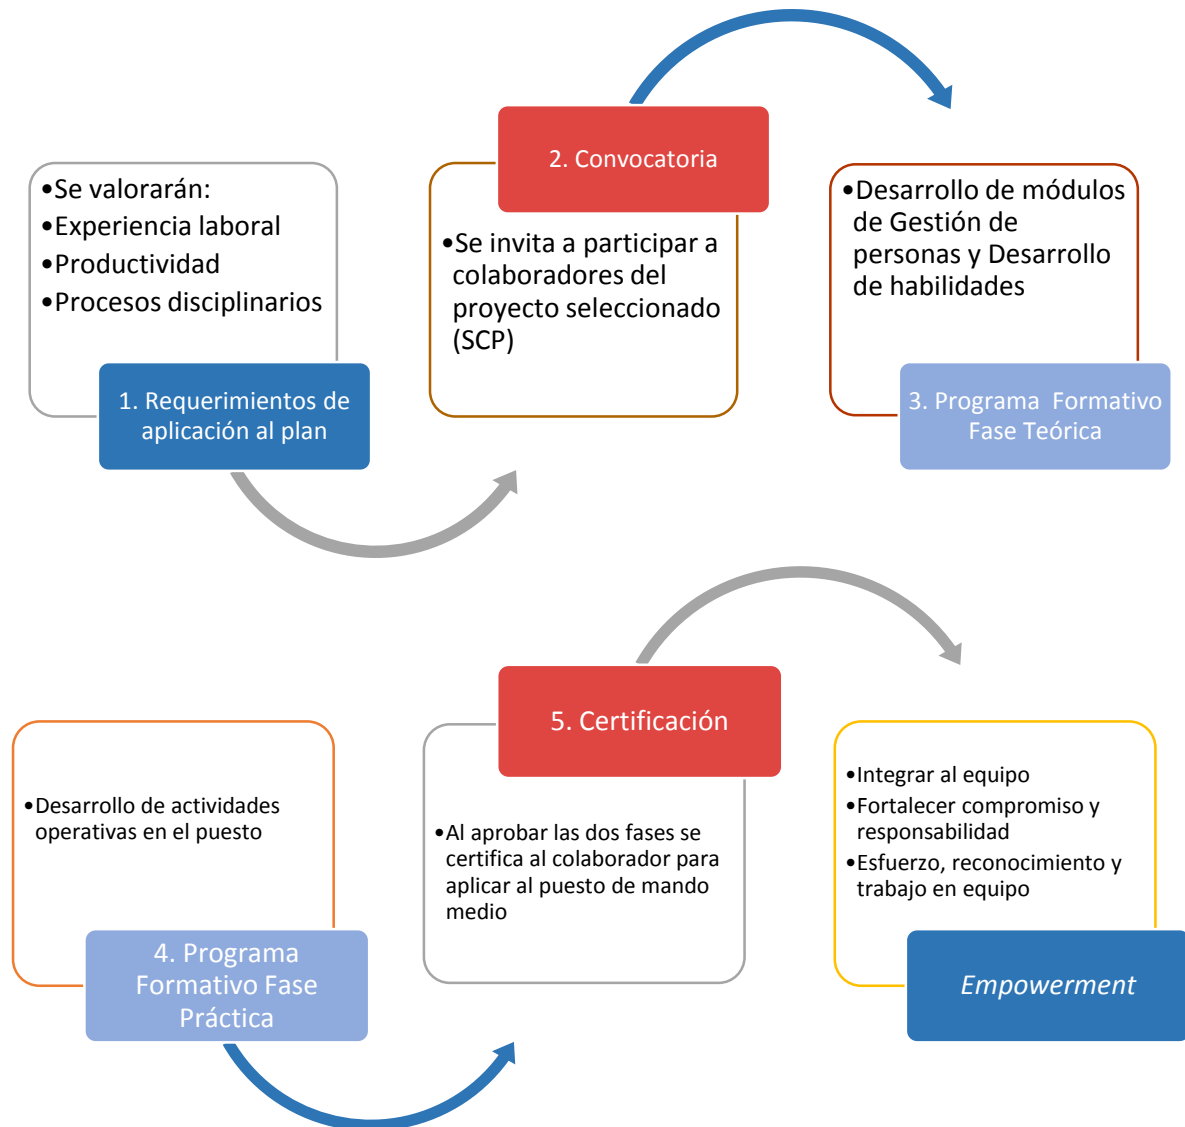 •Se valorarán:
•Experiencia laboral
•Productividad
•Procesos disciplinarios
1. Requerimientos de
aplicación al plan
2. Convocatoria
•Se invita a participar a
colaboradores del
proyecto seleccionado
(SCP)
•Desarrollo de módulos
de Gestión de
personas y Desarrollo
de habilidades
3. Programa Formativo
Fase Teórica
•Desarrollo de actividades
operativas en el puesto
4. Programa
Formativo Fase
Práctica
5. Certificación
•Al aprobar las dos fases se
certifica al colaborador para
aplicar al puesto de mando
medio
•Integrar al equipo
•Fortalecer compromiso y
responsabilidad
•Esfuerzo, reconocimiento y
trabajo en equipo
Empowerment